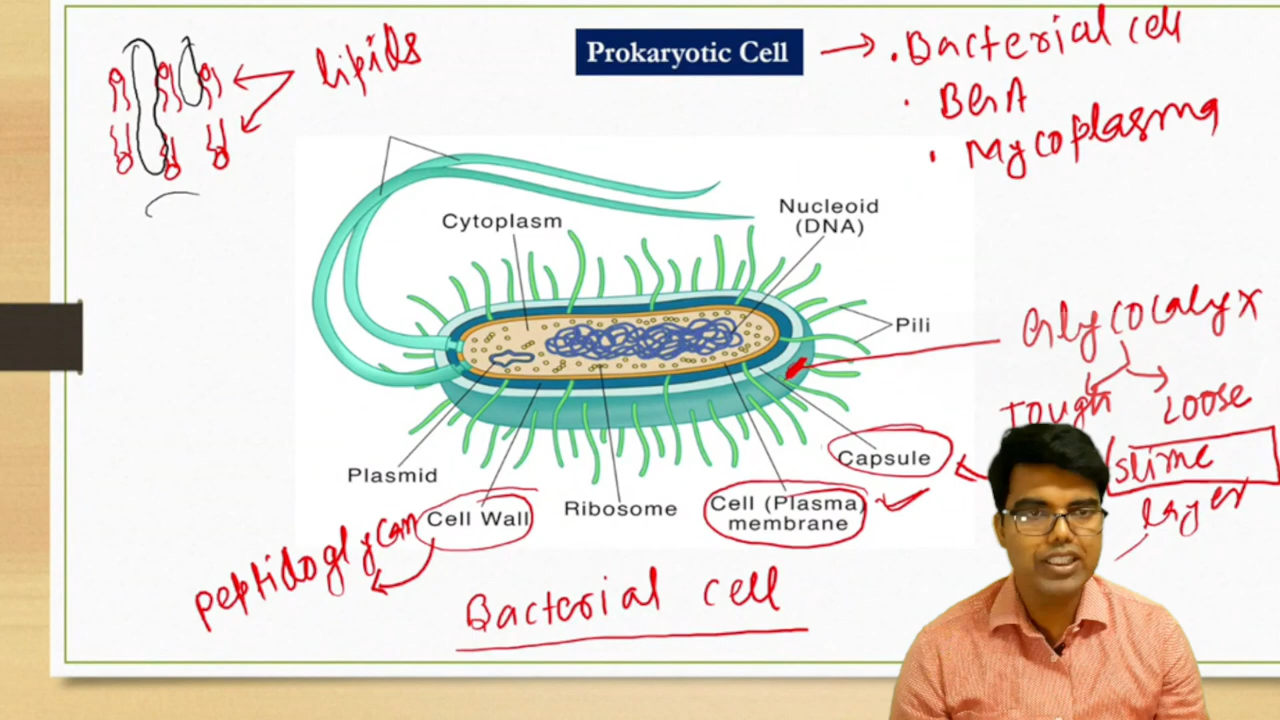 lipids
Prokaryotic Cell
Bacterial cell
BGA
Mycoplasma
Cytoplasm
Nucleoid
(DNA)
Pili
Glycocalyx
Tough
Loose
Capsule
slime
layer
Plasmid
Cell Wall
Ribosome
Cell (Plasma)
membrane
peptidoglycan
Bacterial cell